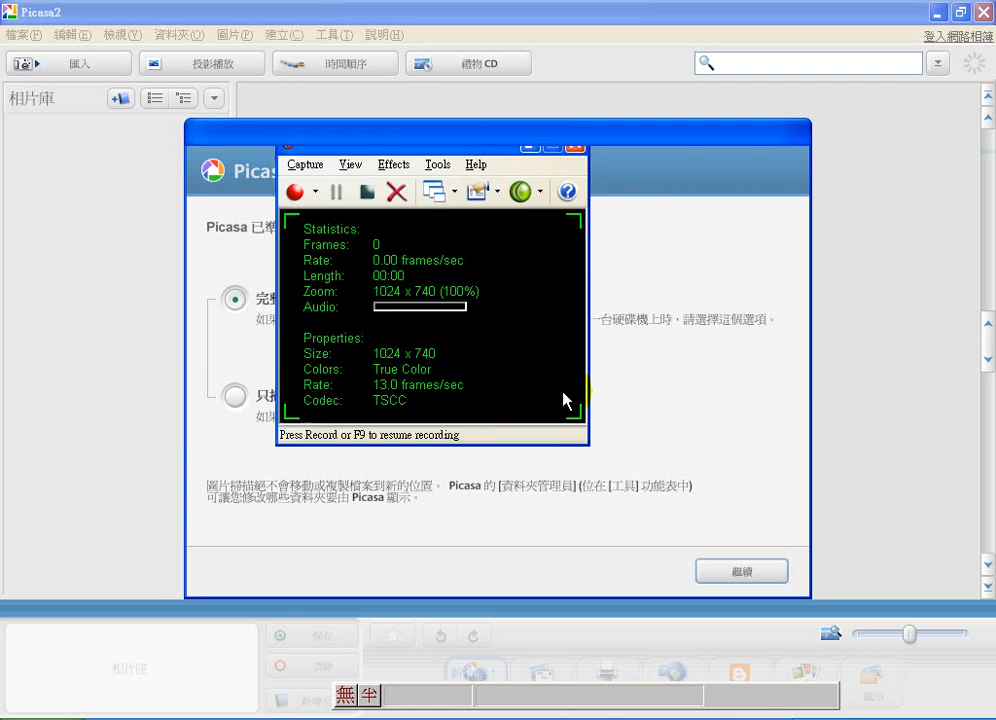 Picasa2
檔案(F) 編輯(E) 檢視(V) 資料夾(O) 圖片(P) 建立(C) 工具(T) 說明(H)
登入網路相簿
匯入 投影播放 時間順序 禮物 CD
相片庫
Capture View Effects Tools Help
Statistics:
Frames: 0
Rate: 0.00 frames/sec
Length: 00:00
Zoom: 1024 x 740 (100%)
Audio:
Properties:
Size: 1024 x 740
Colors: True Color
Rate: 13.0 frames/sec
Codec: TSCC
Press Record or F9 to resume recording
Picasa 已準
完整
如果 一台硬碟機上時，請選擇這個選項。
只掃
如果
圖片掃描絕不會移動或複製檔案到新的位置。 Picasa 的 [資料夾管理員] (位在 [工具] 功能表中)
可讓您修改哪些資料夾要由 Picasa 顯示。
繼續
相片庫
保存
清除
匯出
無 半